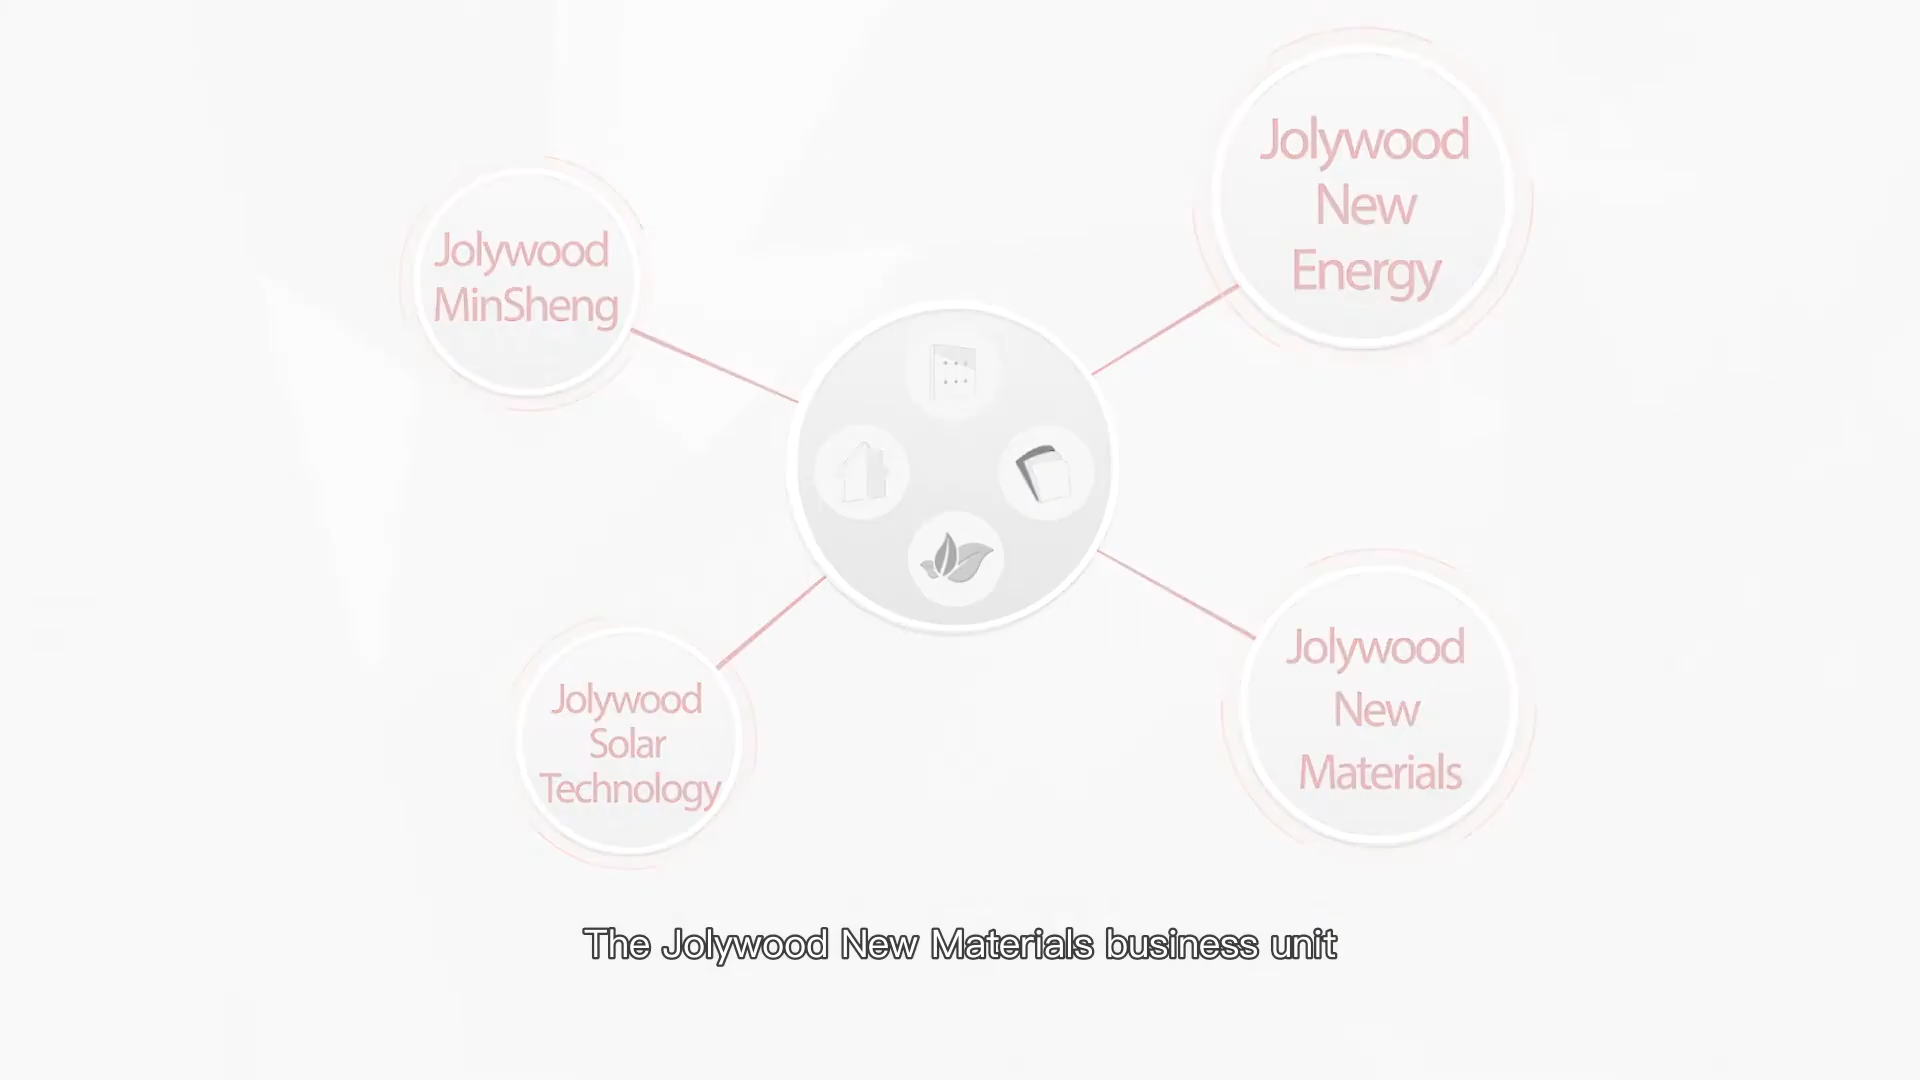 Jolywood
New
Energy
Jolywood
MinSheng
Jolywood
New
Materials
Jolywood
Solar
Technology
The Jolywood New Materials business unit